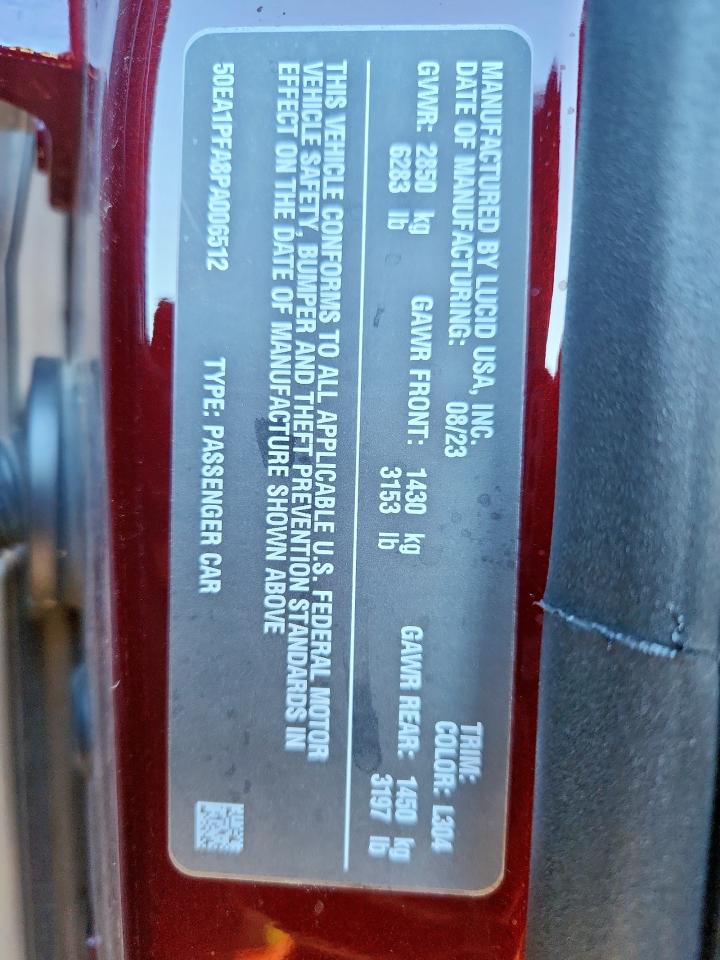 MANUFACTURED BY LUCID USA, INC.
DATE OF MANUFACTURING: 08/23 TRIM:
COLOR: L304
GVWR: 2850 kg GAWR FRONT: 1430 kg GAWR REAR: 1450 kg
6283 lb 3153 lb 3197 lb
THIS VEHICLE CONFORMS TO ALL APPLICABLE U.S. FEDERAL MOTOR
VEHICLE SAFETY, BUMPER AND THEFT PREVENTION STANDARDS IN
EFFECT ON THE DATE OF MANUFACTURE SHOWN ABOVE
50EA1PFA8PA006512 TYPE: PASSENGER CAR